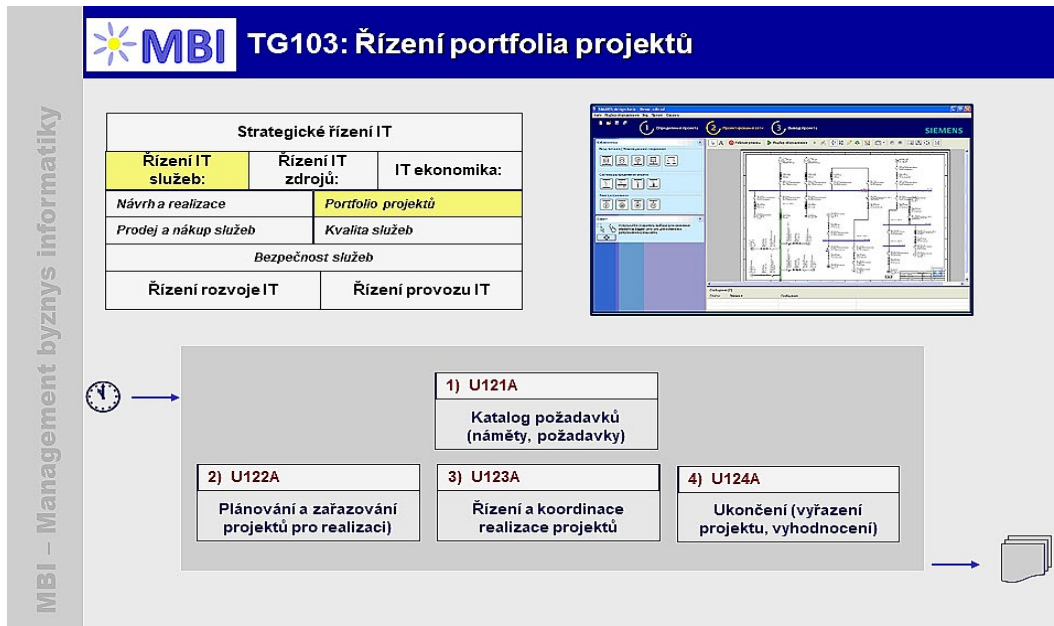 MBI
TG103: Řízení portfolia projektů
MBI – Management byznys informatiky
Strategické řízení IT
Řízení IT
služeb:
Řízení IT
zdrojů:
IT ekonomika:
Návrh a realizace
Portfolio projektů
Prodej a nákup služeb
Kvalita služeb
Bezpečnost služeb
Řízení rozvoje IT
Řízení provozu IT
1
2
3
SIEMENS
1) U121A
Katalog požadavků
(náměty, požadavky)
2) U122A
Plánování a zařazování
projektů pro realizaci)
3) U123A
Řízení a koordinace
realizace projektů
4) U124A
Ukončení (vyřazení
projektu, vyhodnocení)